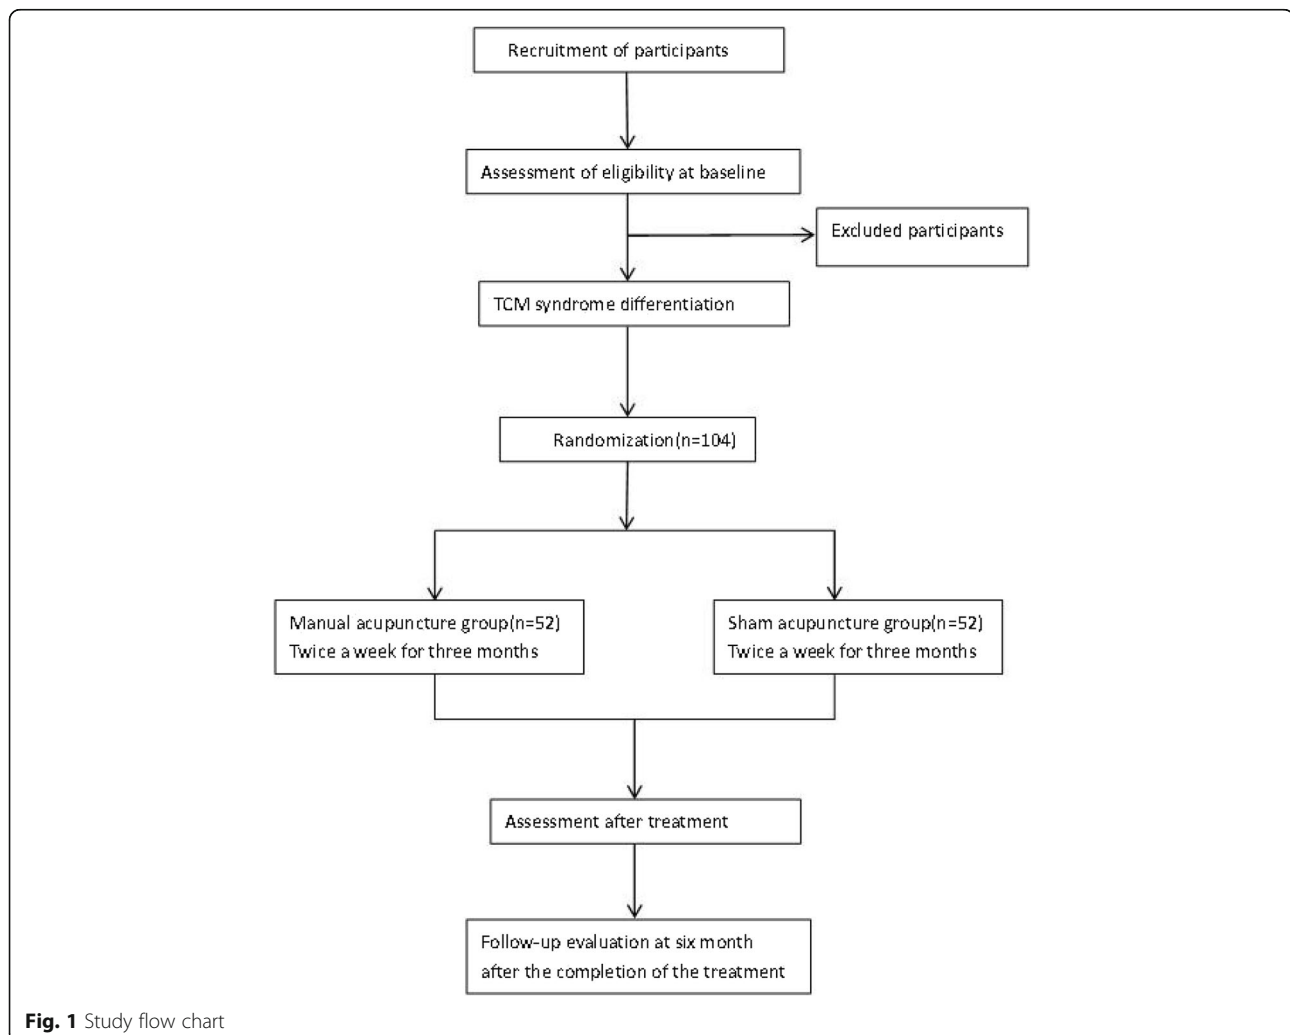 Recruitment of participants
Assessment of eligibility at baseline
Excluded participants
TCM syndrome differentiation
Randomization(n=104)
Manual acupuncture group(n=52)
Twice a week for three months
Sham acupuncture group(n=52)
Twice a week for three months
Assessment after treatment
Follow-up evaluation at six month
after the completion of the treatment
Fig. 1 Study flow chart